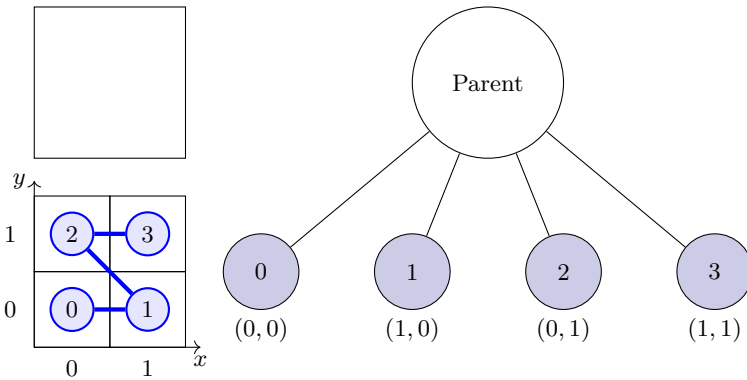 Parent
y
1
2 3
0
0 1
x
0 1
0 1 2 3
(0, 0) (1, 0) (0, 1) (1, 1)